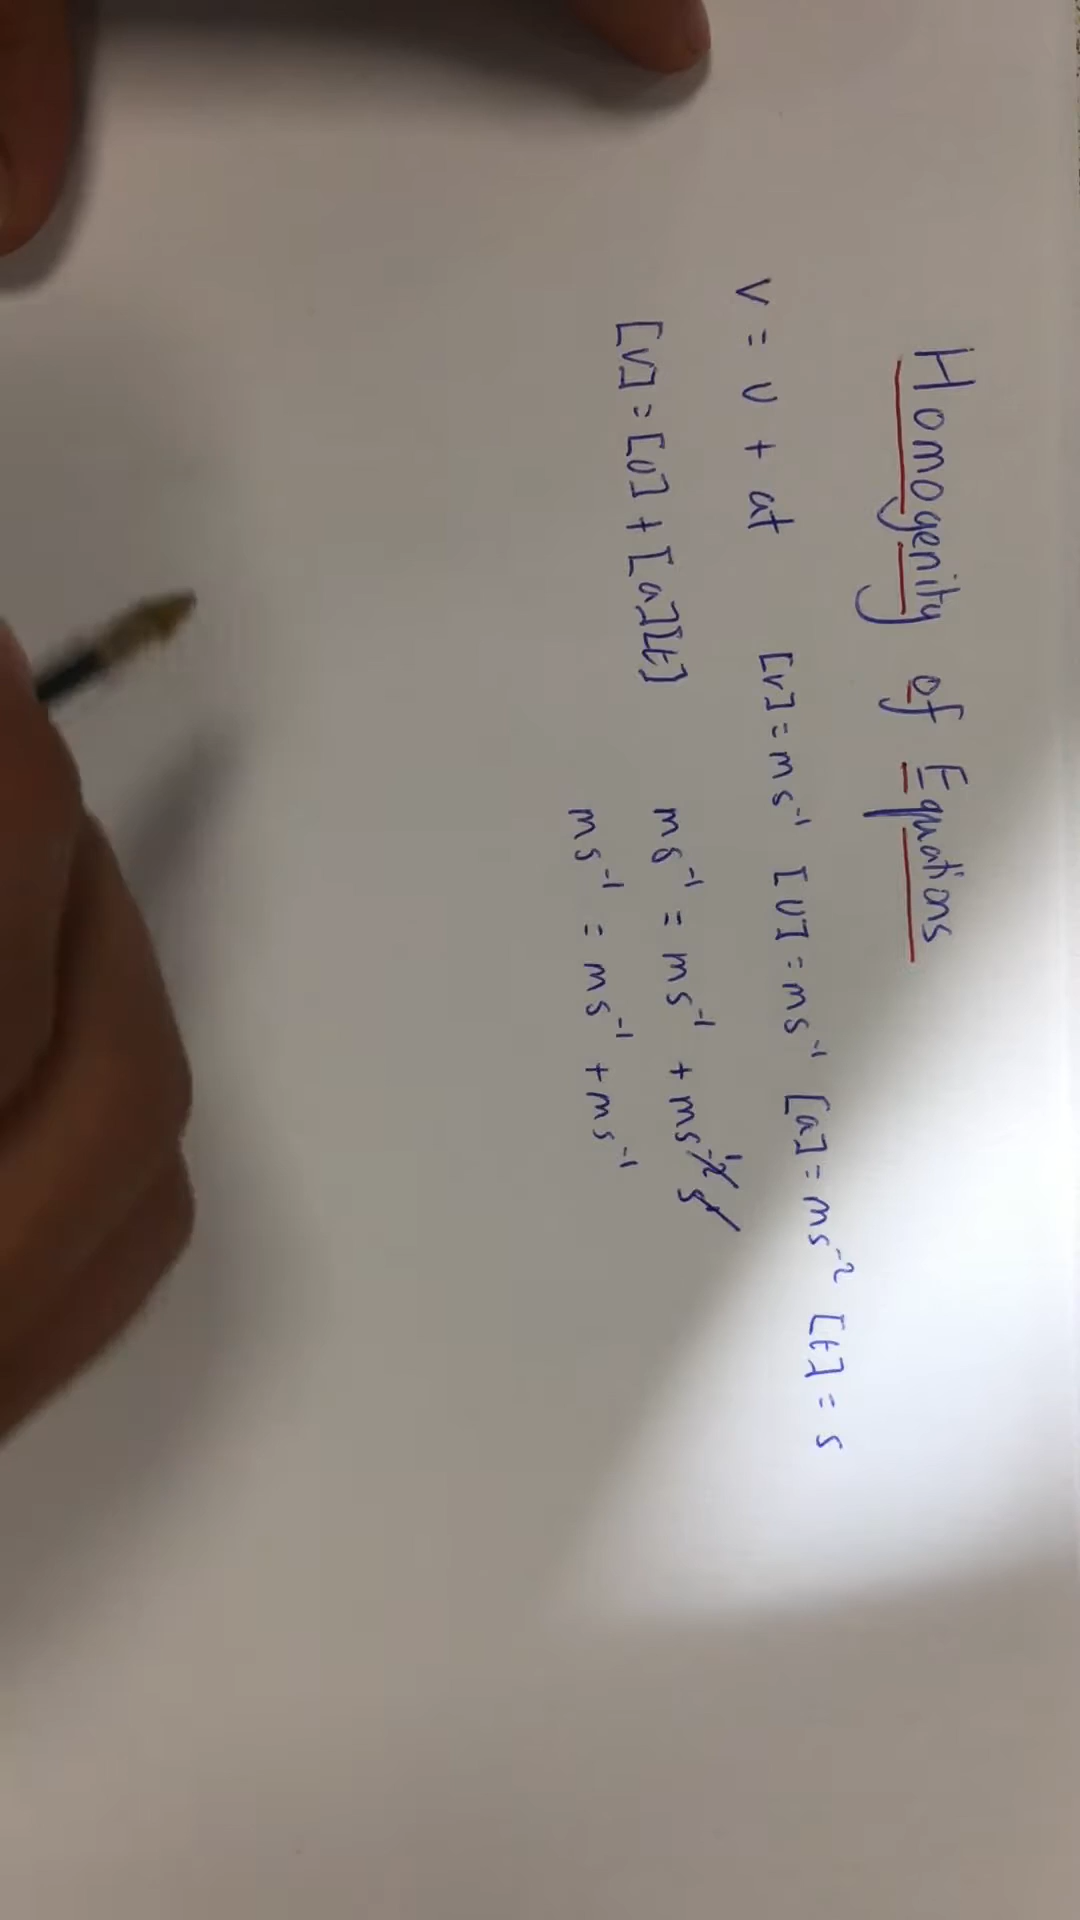 Homogenity of Equations
v = u + at [v] = ms⁻¹ [u] = ms⁻¹ [a] = ms⁻² [t] = s
[v] = [u] + [a][t] ms⁻¹ = ms⁻¹ + ms⁻²s
ms⁻¹ = ms⁻¹ + ms⁻¹